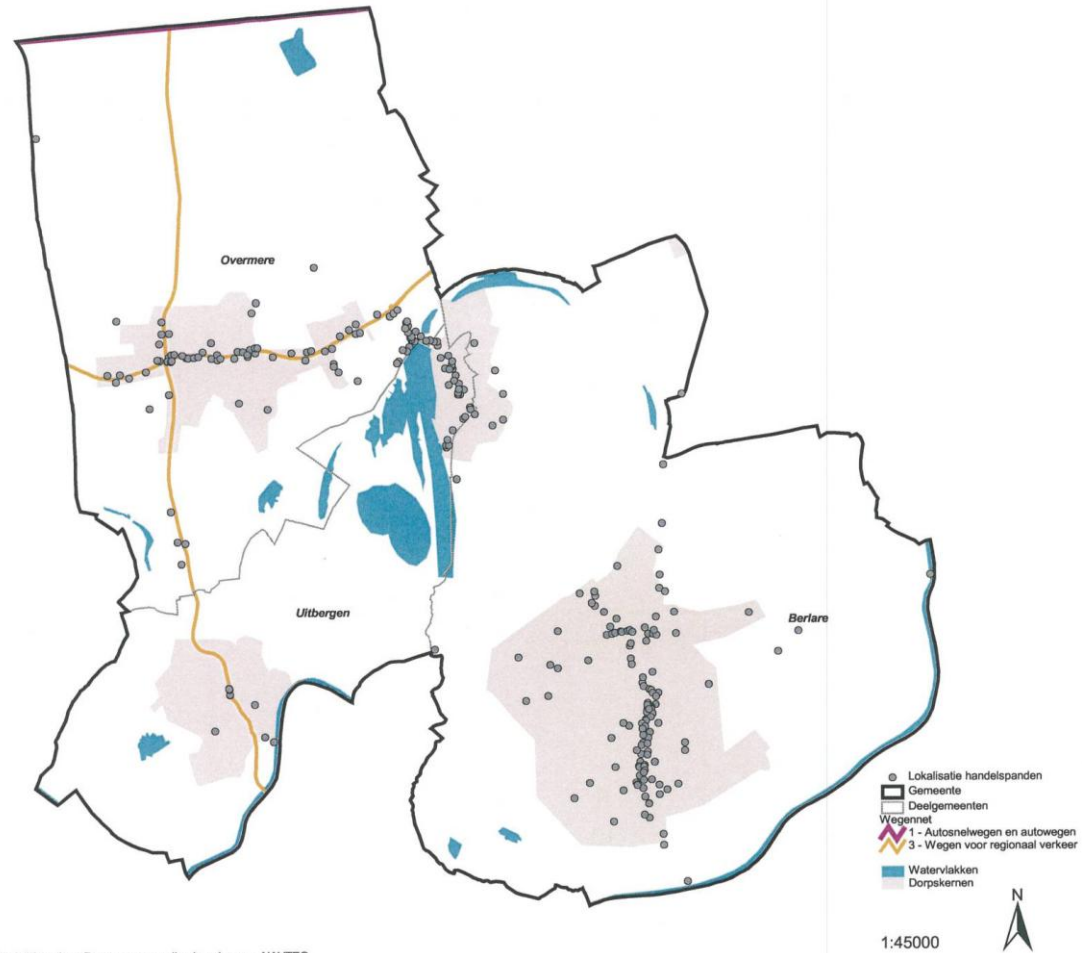 Overmere
Uitbergen
Berlare
Lokalisatie handelspanden
Gemeente
Deelgemeenten
Wegennet
1 - Autosnelwegen en autowegen
3 - Wegen voor regionaal verkeer
Watervlakken
Dorpskernen
N
1:45000